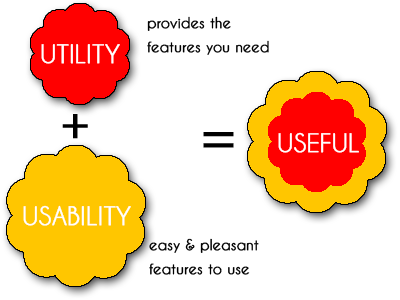 UTILITY
provides the
features you need
+
=
USEFUL
USABILITY
easy & pleasant
features to use